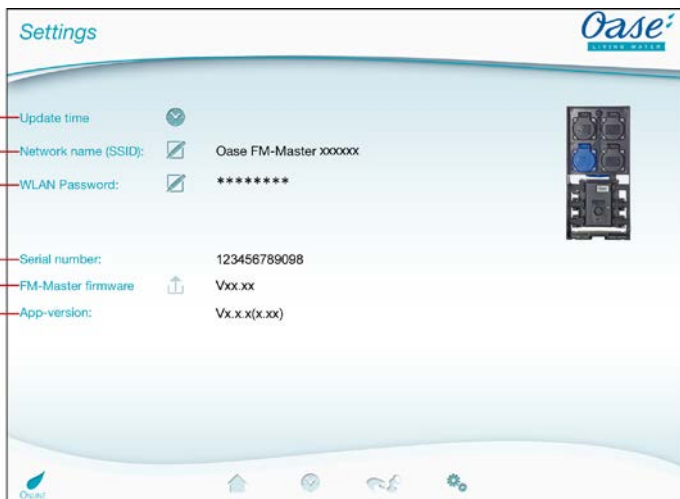 Settings
Oase
LIVING WATER
Update time
Network name (SSID): Oase FM-Master xxxxxx
WLAN Password: ********
Serial number: 123456789098
FM-Master firmware Vxx.xx
App-version: Vx.x.x(x.xx)
Online